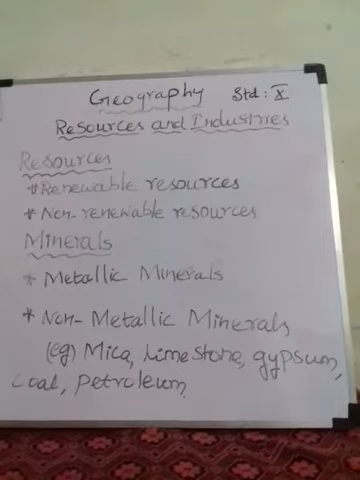 Geography Std: X
Resources and Industries
Resources
* Renewable resources
* Non-renewable resources
Minerals
* Metallic Minerals
* Non-Metallic Minerals
(eg) Mica, Limestone, gypsum,
Coal, Petroleum,